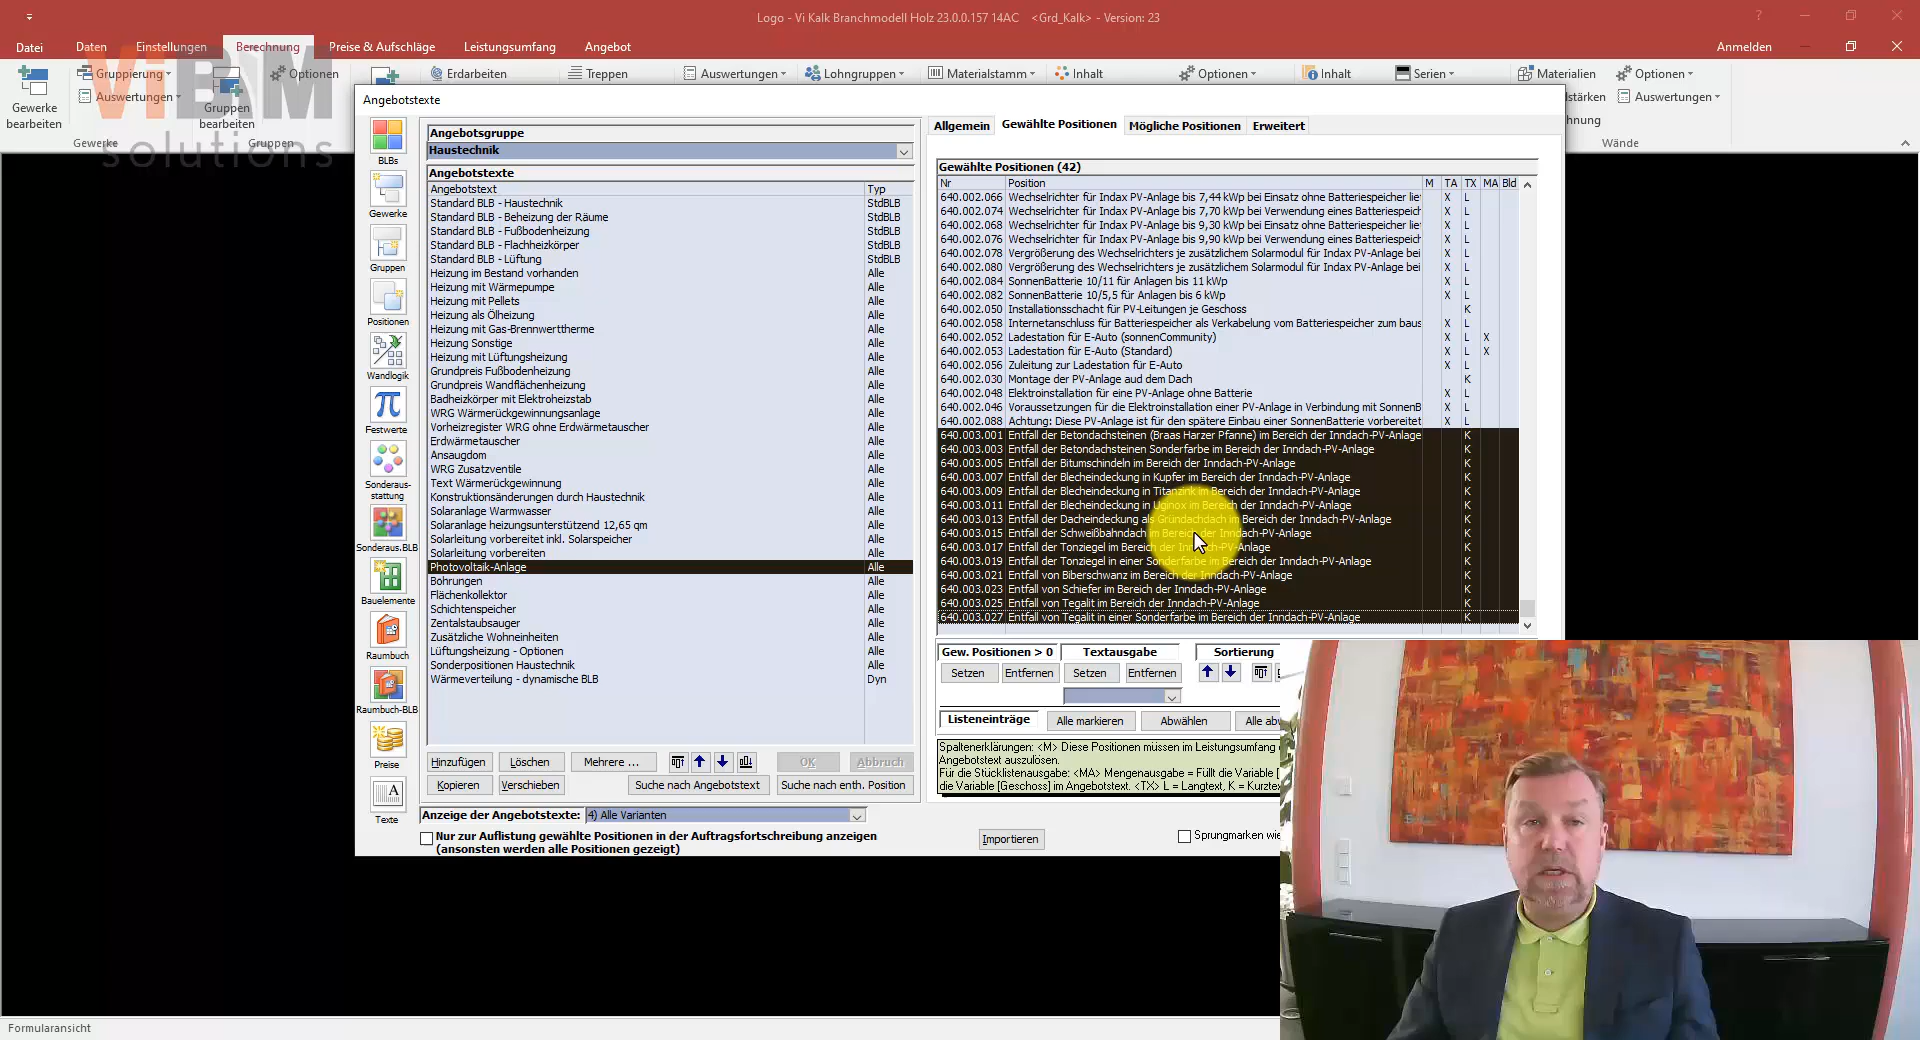 Logo - Vi Kalk Branchmodell Holz 23.0.0.157 14AC <Grd_Kalk> - Version: 23
Datei Daten Einstellungen Berechnung Preise & Aufschläge Leistungsumfang Angebot Anmelden
Gruppierung Optionen Erdarbeiten Treppen Auswertungen Lohngruppen Materialstamm Inhalt Optionen Inhalt Serien Materialien Optionen
Auswertungen Auswertungen
Gewerke bearbeiten
Gruppen bearbeiten
Gewerke Gruppen Wände
ViBIM
solutions
Angebotstexte
BLBs
Gewerke
Gruppen
Positionen
Wandlogik
Festwerte
Sonderaus-
stattung
Sonderaus.BLB
Bauelemente
Raumbuch
Raumbuch-BLB
Preise
Texte
Angebotsgruppe
Haustechnik
Angebotstexte
Angebotstext Typ
Standard BLB - Haustechnik StdBLB
Standard BLB - Beheizung der Räume StdBLB
Standard BLB - Fußbodenheizung StdBLB
Standard BLB - Flachheizkörper StdBLB
Standard BLB - Lüftung StdBLB
Heizung im Bestand vorhanden Alle
Heizung mit Wärmepumpe Alle
Heizung mit Pellets Alle
Heizung als Ölheizung Alle
Heizung mit Gas-Brennwerttherme Alle
Heizung Sonstige Alle
Heizung mit Lüftungsheizung Alle
Grundpreis Fußbodenheizung Alle
Grundpreis Wandflächenheizung Alle
Badheizkörper mit Elektroheizstab Alle
WRG Wärmerückgewinnungsanlage Alle
Vorheizregister WRG ohne Erdwärmetauscher Alle
Erdwärmetauscher Alle
Ansaugdom Alle
WRG Zusatzventile Alle
Text Wärmerückgewinnung Alle
Konstruktionsänderungen durch Haustechnik Alle
Solaranlage Warmwasser Alle
Solaranlage heizungsunterstützend 12,65 qm Alle
Solarleitung vorbereitet inkl. Solarspeicher Alle
Solarleitung vorbereiten Alle
Photovoltaik-Anlage Alle
Bohrungen Alle
Flächenkollektor Alle
Schichtenspeicher Alle
Zentalstaubsauger Alle
Zusätzliche Wohneinheiten Alle
Lüftungsheizung - Optionen Alle
Sonderpositionen Haustechnik Alle
Wärmeverteilung - dynamische BLB Dyn
Hinzufügen Löschen Mehrere ... OK Abbruch
Kopieren Verschieben Suche nach Angebotstext Suche nach enth. Position
Anzeige der Angebotstexte: 4) Alle Varianten
Nur zur Auflistung gewählte Positionen in der Auftragsfortschreibung anzeigen
(ansonsten werden alle Positionen gezeigt)
Importieren
Allgemein Gewählte Positionen Mögliche Positionen Erweitert
Gewählte Positionen (42)
Nr Position M TA TX MA Bld
640.002.066 Wechselrichter für Indax PV-Anlage bis 7,44 kWp bei Einsatz ohne Batteriespeicher lie X L
640.002.074 Wechselrichter für Indax PV-Anlage bis 7,70 kWp bei Verwendung eines Batteriespeich X L
640.002.068 Wechselrichter für Indax PV-Anlage bis 9,30 kWp bei Einsatz ohne Batteriespeicher lie X L
640.002.076 Wechselrichter für Indax PV-Anlage bis 9,90 kWp bei Verwendung eines Batteriespeich X L
640.002.078 Vergrößerung des Wechselrichters je zusätzlichem Solarmodul für Indax PV-Anlage bei X L
640.002.080 Vergrößerung des Wechselrichters je zusätzlichem Solarmodul für Indax PV-Anlage bei X L
640.002.084 SonnenBatterie 10/11 für Anlagen bis 11 kWp X L
640.002.082 SonnenBatterie 10/5,5 für Anlagen bis 6 kWp X L
640.002.050 Installationsschacht für PV-Leitungen je Geschoss K
640.002.058 Internetanschluss für Batteriespeicher als Verkabelung vom Batteriespeicher zum baus X L
640.002.052 Ladestation für E-Auto (sonnenCommunity) X L X
640.002.053 Ladestation für E-Auto (Standard) X L X
640.002.056 Zuleitung zur Ladestation für E-Auto X L
640.002.030 Montage der PV-Anlage aud dem Dach K
640.002.048 Elektroinstallation für eine PV-Anlage ohne Batterie X L
640.002.046 Voraussetzungen für die Elektroinstallation einer PV-Anlage in Verbindung mit SonnenB X L
640.002.088 Achtung: Diese PV-Anlage ist für den spätere Einbau einer SonnenBatterie vorbereitet X L
640.003.001 Entfall der Betondachsteinen (Braas Harzer Pfanne) im Bereich der Inndach-PV-Anlage K
640.003.003 Entfall der Betondachsteinen Sonderfarbe im Bereich der Inndach-PV-Anlage K
640.003.005 Entfall der Bitumschindeln im Bereich der Inndach-PV-Anlage K
640.003.007 Entfall der Blecheindeckung in Kupfer im Bereich der Inndach-PV-Anlage K
640.003.009 Entfall der Blecheindeckung in Titanzink im Bereich der Inndach-PV-Anlage K
640.003.011 Entfall der Blecheindeckung in Uginox im Bereich der Inndach-PV-Anlage K
640.003.013 Entfall der Dacheindeckung als Gründachdach im Bereich der Inndach-PV-Anlage K
640.003.015 Entfall der Schweißbahndach im Bereich der Inndach-PV-Anlage K
640.003.017 Entfall der Tonziegel im Bereich der Inndach-PV-Anlage K
640.003.019 Entfall der Tonziegel in einer Sonderfarbe im Bereich der Inndach-PV-Anlage K
640.003.021 Entfall von Biberschwanz im Bereich der Inndach-PV-Anlage K
640.003.023 Entfall von Schiefer im Bereich der Inndach-PV-Anlage K
640.003.025 Entfall von Tegalit im Bereich der Inndach-PV-Anlage K
640.003.027 Entfall von Tegalit in einer Sonderfarbe im Bereich der Inndach-PV-Anlage K
Gew. Positionen > 0 Textausgabe Sortierung
Setzen Entfernen Setzen Entfernen
Listeneinträge Alle markieren Abwählen Alle
Spaltenerklärungen: <M> Diese Positionen müssen im Leistungsumfang
Angebotstext auszulösen.
Für die Stücklistenausgabe: <MA> Mengenausgabe = Füllt die Variable
die Variable [Geschoss] im Angebotstext. <TX> L = Langtext, K = Kurztex
Sprungmarken wie
Formularansicht